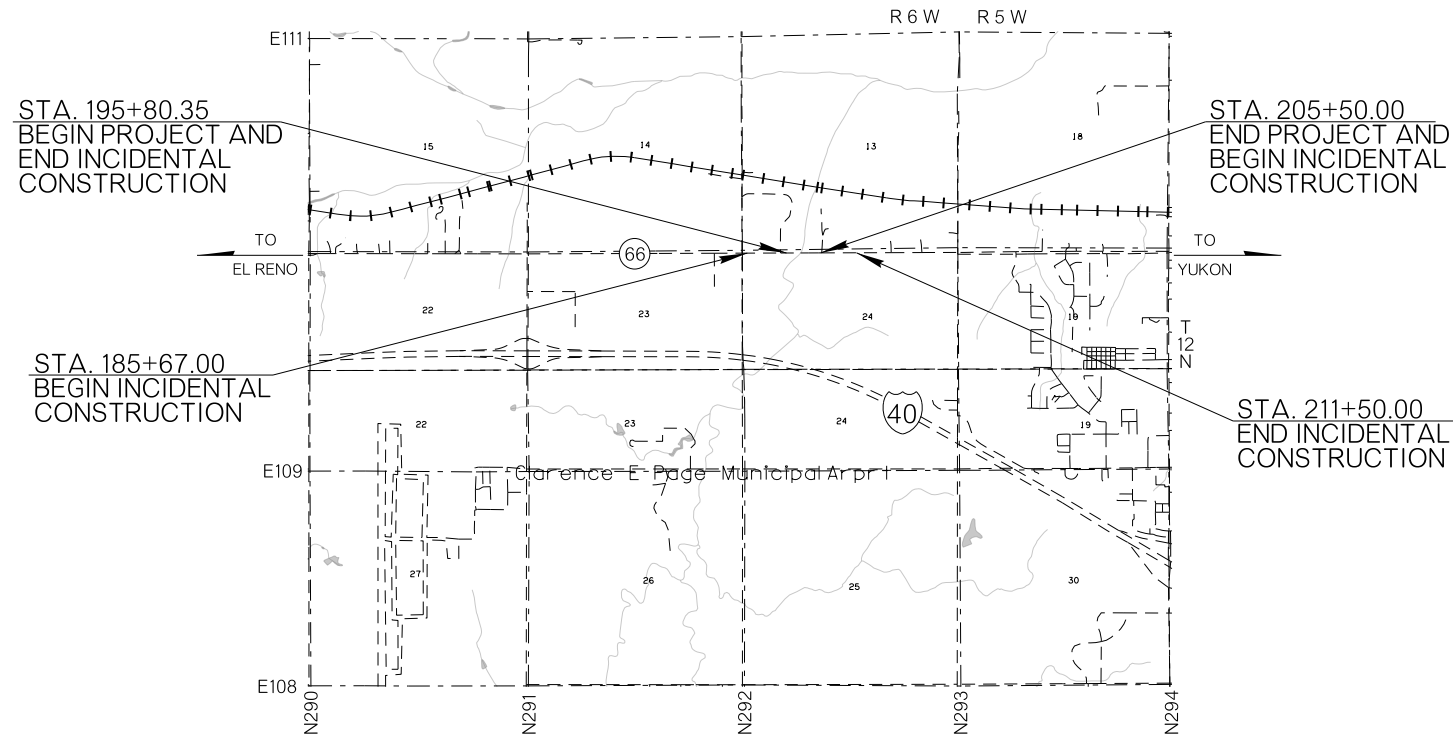 R 6 W R 5 W
E111
STA. 195+80.35
BEGIN PROJECT AND
END INCIDENTAL
CONSTRUCTION
STA. 205+50.00
END PROJECT AND
BEGIN INCIDENTAL
CONSTRUCTION
15
14
13
18
TO
EL RENO
66
TO
YUKON
22
23
24
19
T
12
N
STA. 185+67.00
BEGIN INCIDENTAL
CONSTRUCTION
40
STA. 211+50.00
END INCIDENTAL
CONSTRUCTION
22
23
24
19
E109
Clarence E Page Municipal Arpr t
27
26
25
30
E108
N290
N291
N292
N293
N294